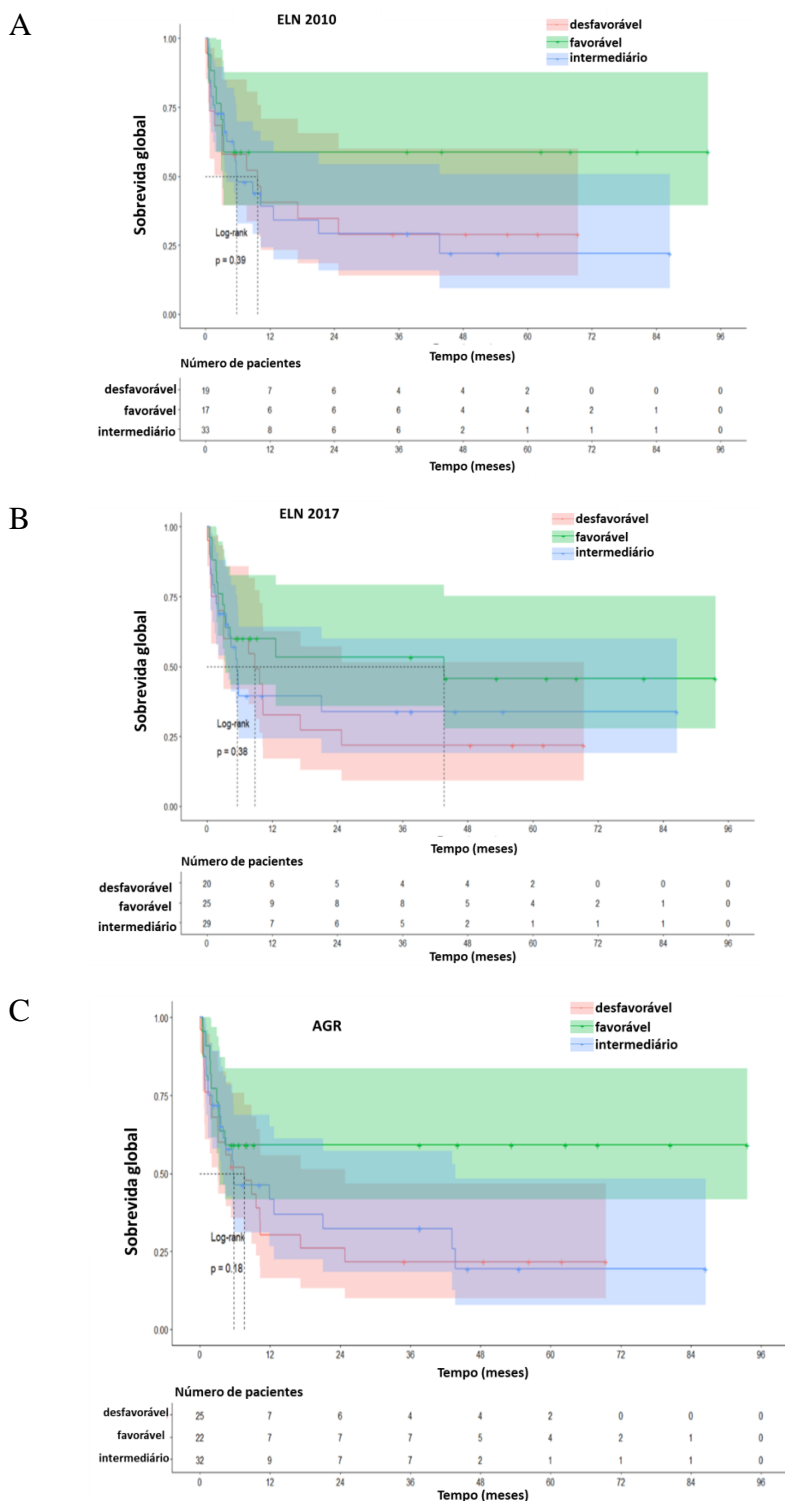 A
ELN 2010
desfavorável
favorável
intermediário
Sobrevida global
1.00
0.75
0.50
0.25
0.00
Log-rank
p = 0.39
0 12 24 36 48 60 72 84 96
Tempo (meses)
Número de pacientes
desfavorável 19 7 6 4 4 2 0 0 0
favorável 17 6 6 6 4 4 2 1 0
intermediário 33 8 6 6 2 1 1 1 0
0 12 24 36 48 60 72 84 96
Tempo (meses)
B
ELN 2017
desfavorável
favorável
intermediário
Sobrevida global
1.00
0.75
0.50
0.25
0.00
Log-rank
p = 0.38
0 12 24 36 48 60 72 84 96
Tempo (meses)
Número de pacientes
desfavorável 20 6 5 4 4 2 0 0 0
favorável 25 9 8 8 5 4 2 1 0
intermediário 29 7 6 5 2 1 1 1 0
0 12 24 36 48 60 72 84 96
Tempo (meses)
C
AGR
desfavorável
favorável
intermediário
Sobrevida global
1.00
0.75
0.50
0.25
0.00
Log-rank
p = 0.18
0 12 24 36 48 60 72 84 96
Tempo (meses)
Número de pacientes
desfavorável 25 7 6 4 4 2 0 0 0
favorável 22 7 7 7 5 4 2 1 0
intermediário 32 9 7 7 2 1 1 1 0
0 12 24 36 48 60 72 84 96
Tempo (meses)